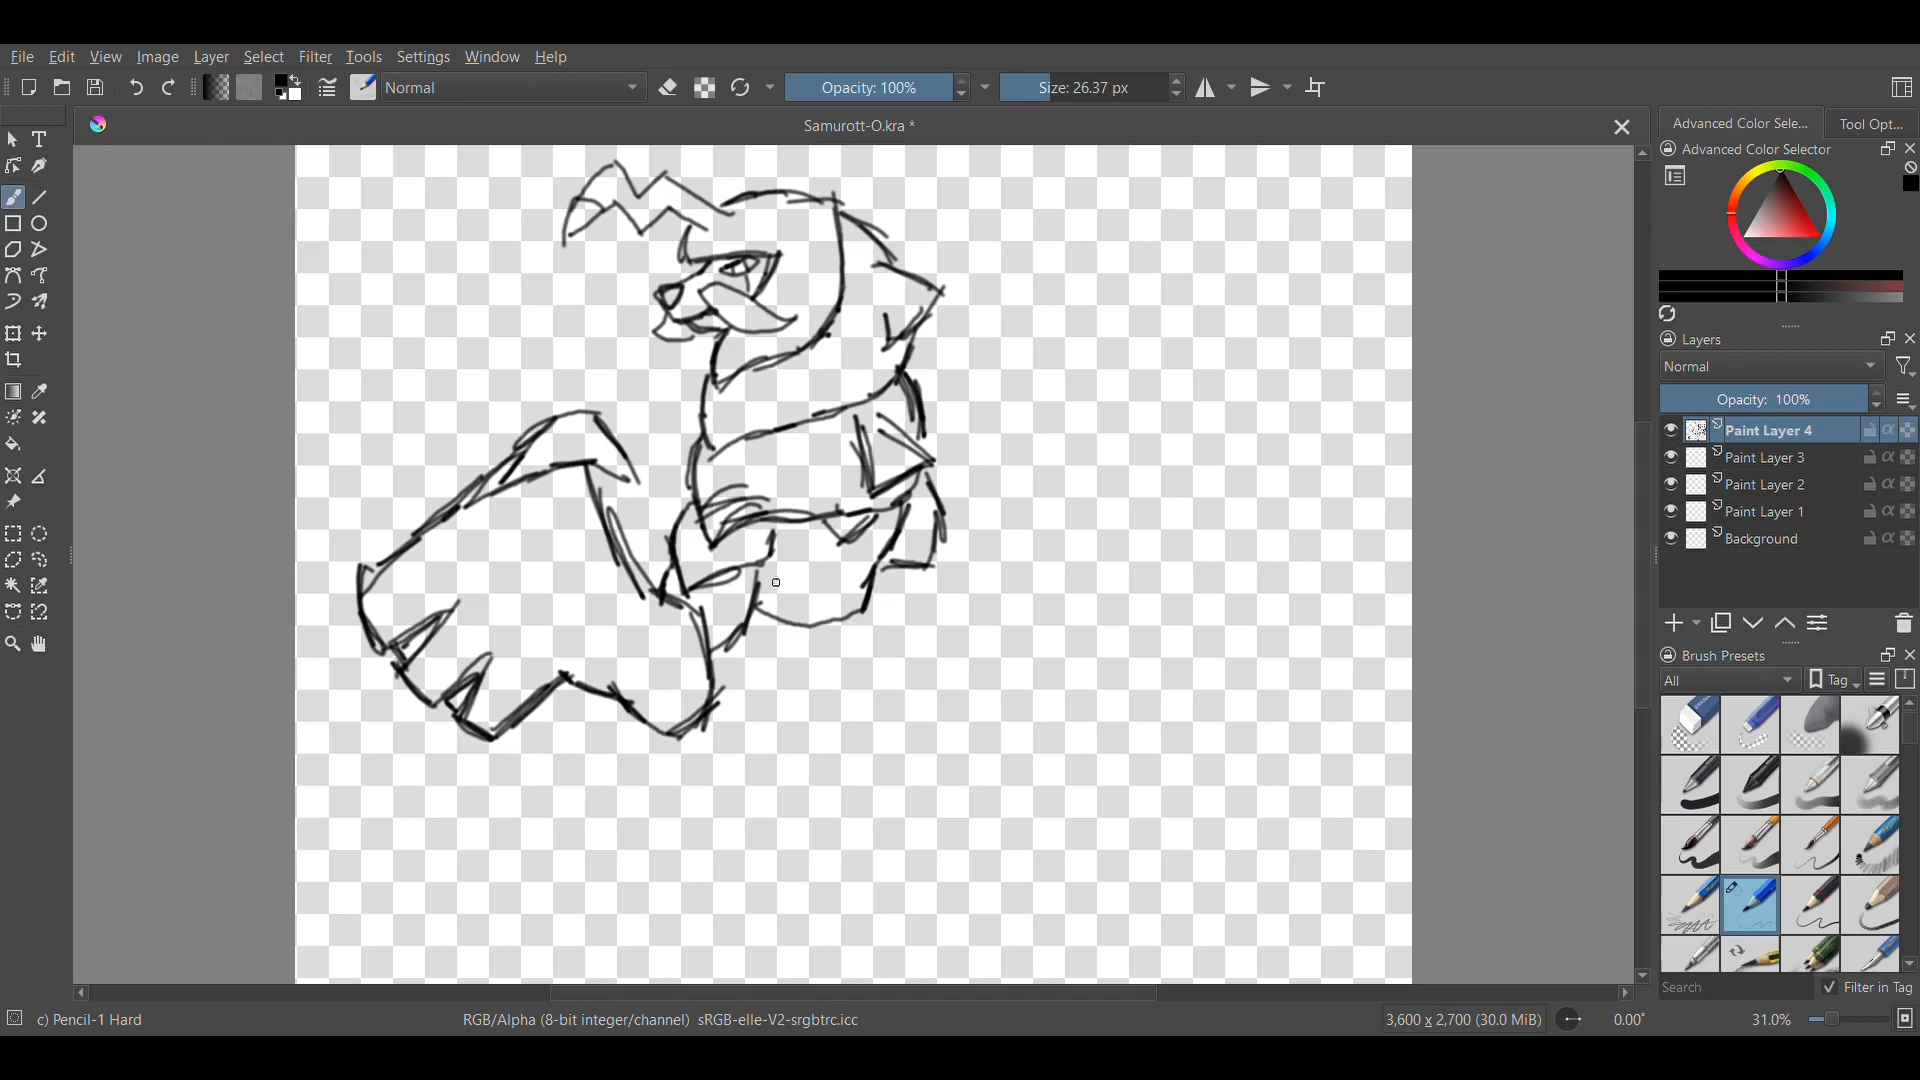 File Edit View Image Layer Select Filter Tools Settings Window Help
Normal Opacity: 100% Size: 26.37 px
Samurott-O.kra *
Advanced Color Sele... Tool Opt...
Advanced Color Selector
Layers
Normal
Opacity: 100%
Paint Layer 4
Paint Layer 3
Paint Layer 2
Paint Layer 1
Background
Brush Presets
All Tag
Search Filter in Tag
c) Pencil-1 Hard RGB/Alpha (8-bit integer/channel) sRGB-elle-V2-srgbtrc.icc 3,600 x 2,700 (30.0 MiB) 0.00° 31.0%